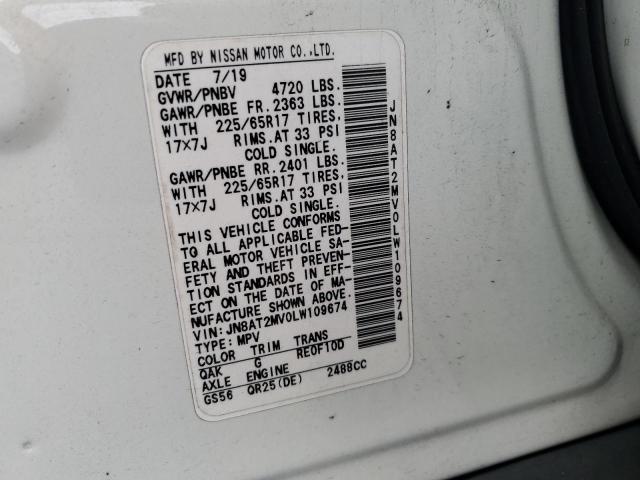 MFD BY NISSAN MOTOR CO.,LTD.
DATE 7/19
GVWR/PNBV 4720 LBS.
GAWR/PNBE FR. 2363 LBS.
WITH 225/65R17 TIRES,
17×7J RIMS.AT 33 PSI
COLD SINGLE.
GAWR/PNBE RR. 2401 LBS.
WITH 225/65R17 TIRES,
17×7J RIMS.AT 33 PSI
COLD SINGLE.
THIS VEHICLE CONFORMS
TO ALL APPLICABLE FED-
ERAL MOTOR VEHICLE SA-
FETY AND THEFT PREVEN-
TION STANDARDS IN EFF-
ECT ON THE DATE OF MA-
NUFACTURE SHOWN ABOVE.
VIN: JN8AT2MV0LW109674
TYPE: MPV
COLOR TRIM TRANS
QAK G RE0F10D
AXLE ENGINE
GS56 QR25(DE) 2488CC
JN8AT2MV0LW109674